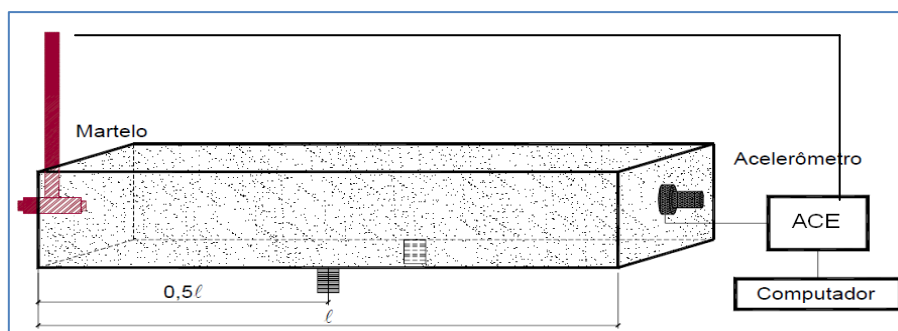 Martelo
Acelerômetro
ACE
Computador
0,5ℓ
ℓ